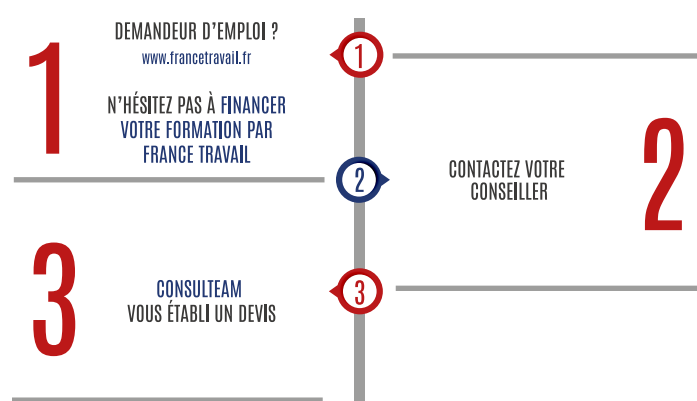 1
DEMANDEUR D'EMPLOI ?
www.francetravail.fr
N'HÉSITEZ PAS À FINANCER
VOTRE FORMATION PAR
FRANCE TRAVAIL
1
2
CONTACTEZ VOTRE
CONSEILLER
2
3
CONSULTEAM
VOUS ÉTABLI UN DEVIS
3